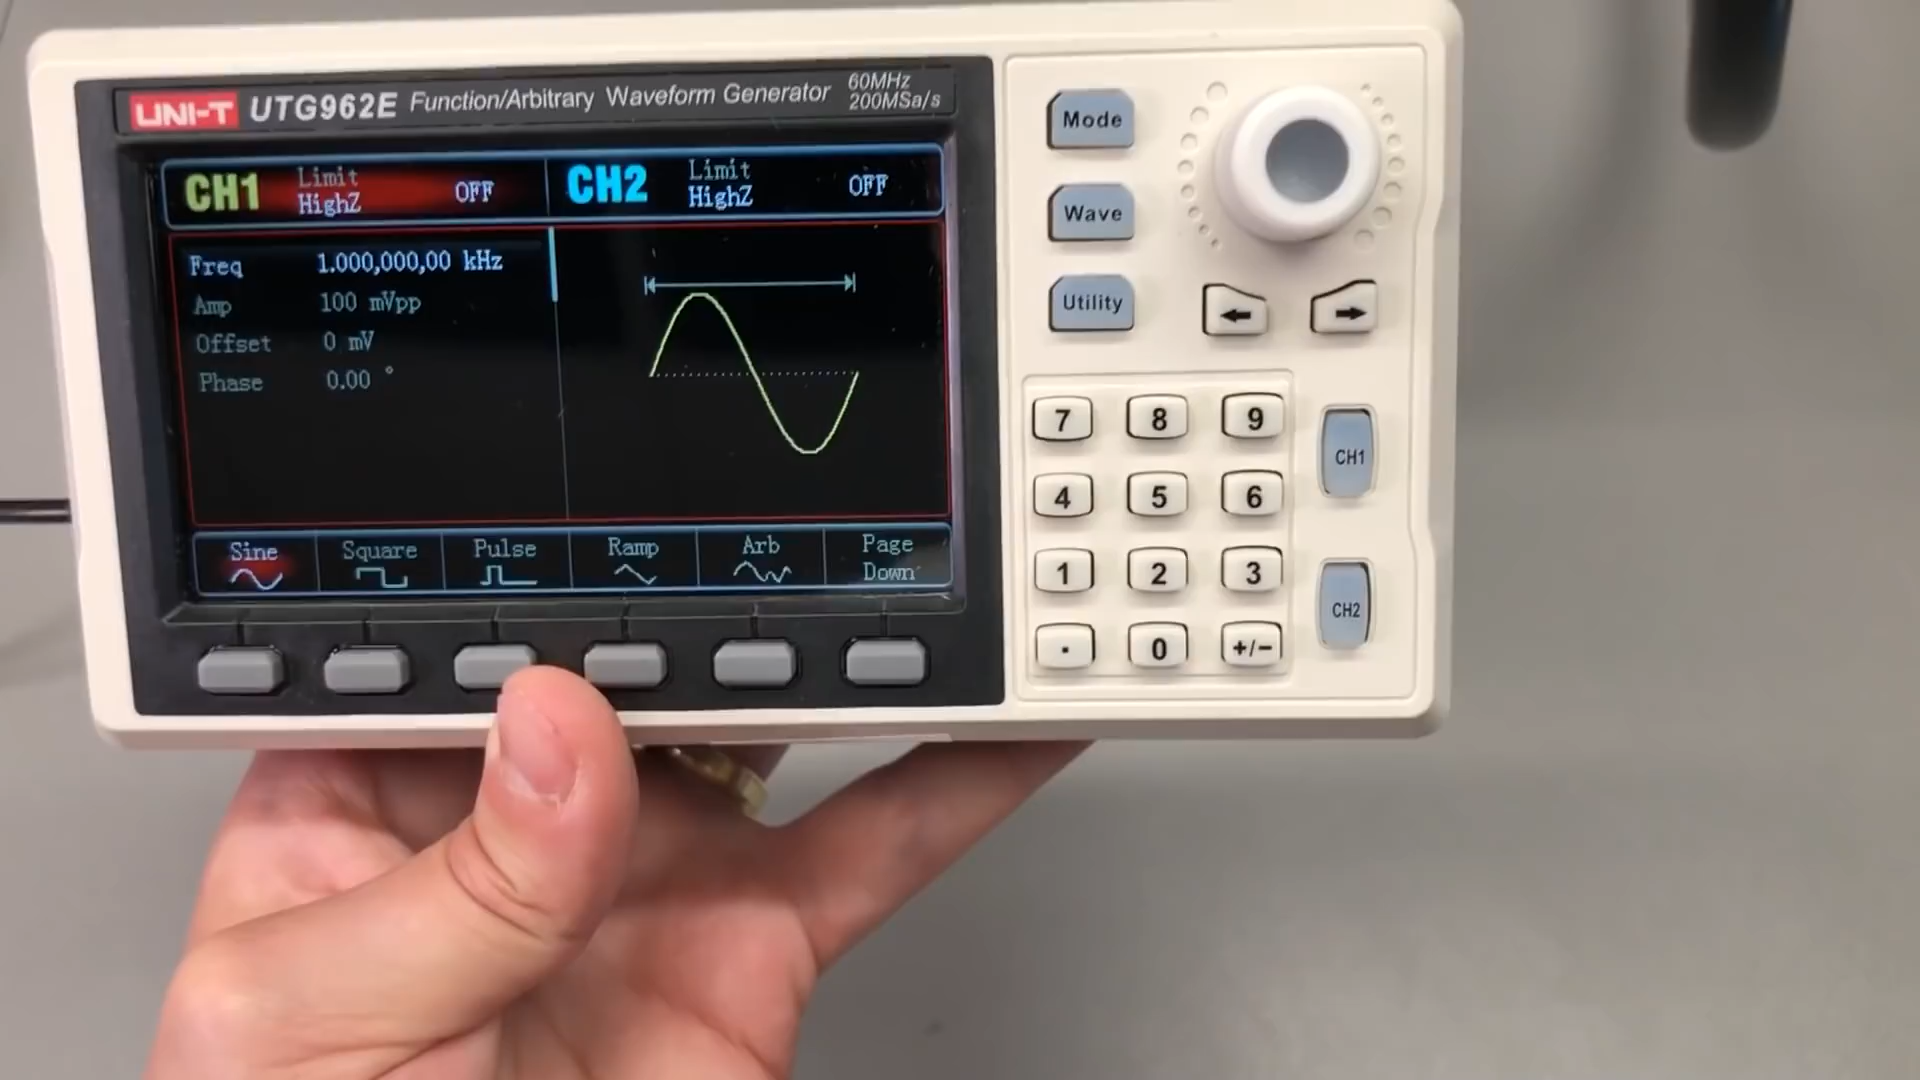 UNI-T UTG962E Function/Arbitrary Waveform Generator 60MHz
200MSa/s
CH1 Limit
HighZ OFF
CH2 Limit
HighZ OFF
Freq 1.000,000,00 kHz
Amp 100 mVpp
Offset 0 mV
Phase 0.00 °
Sine Square Pulse Ramp Arb Page
Down
Mode
Wave
Utility
7 8 9
4 5 6
1 2 3
. 0 +/-
CH1
CH2